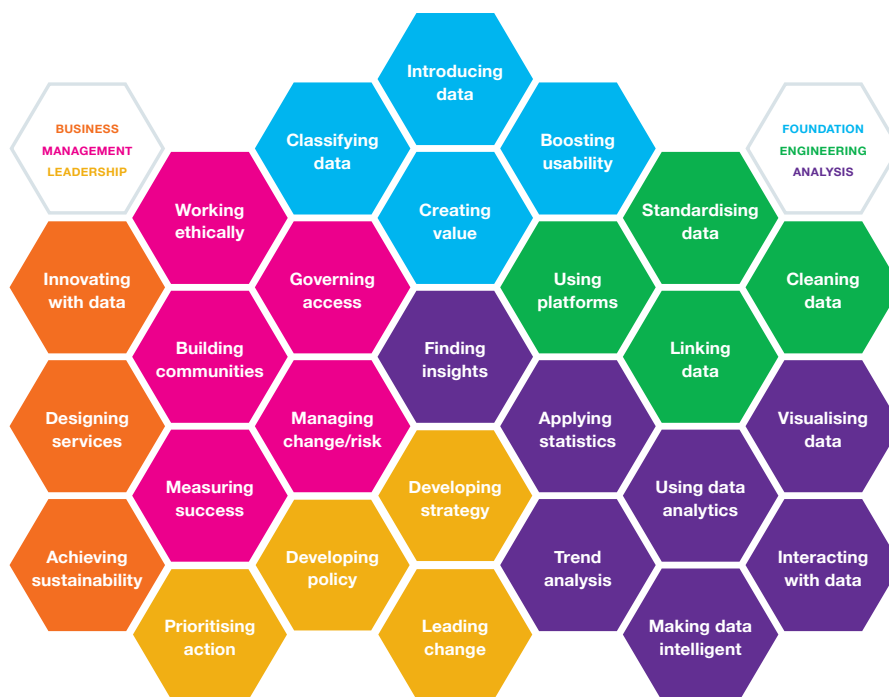 Introducing
data
BUSINESS
MANAGEMENT
LEADERSHIP
Classifying
data
Boosting
usability
FOUNDATION
ENGINEERING
ANALYSIS
Working
ethically
Creating
value
Standardising
data
Innovating
with data
Governing
access
Using
platforms
Cleaning
data
Building
communities
Finding
insights
Linking
data
Designing
services
Managing
change/risk
Applying
statistics
Visualising
data
Measuring
success
Developing
strategy
Using data
analytics
Achieving
sustainability
Developing
policy
Trend
analysis
Interacting
with data
Prioritising
action
Leading
change
Making data
intelligent